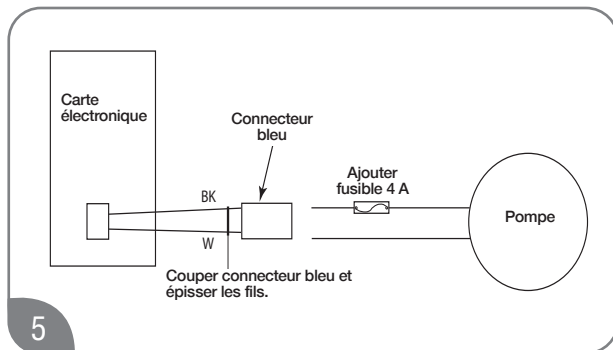 Carte
électronique
Connecteur
bleu
BK
W
Ajouter
fusible 4 A
Pompe
Couper connecteur bleu et
épisser les fils.
5